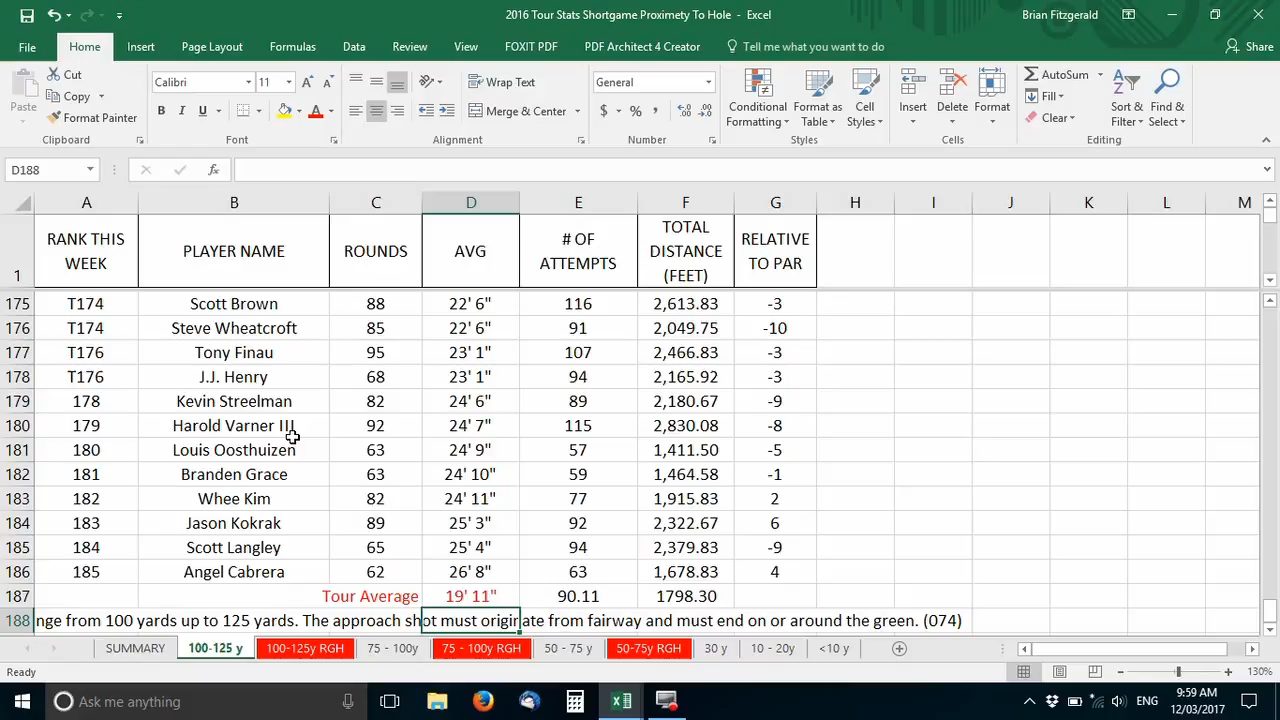 2016 Tour Stats Shortgame Proximety To Hole - Excel
Brian Fitzgerald
File Home Insert Page Layout Formulas Data Review View FOXIT PDF PDF Architect 4 Creator Tell me what you want to do Share
Paste
Cut
Copy
Format Painter
Clipboard
Calibri 11
B I U
Font
Wrap Text
Merge & Center
Alignment
General
$ % ,
Number
Conditional Formatting
Format as Table
Cell Styles
Styles
Insert Delete Format
Cells
AutoSum
Fill
Clear
Sort & Filter
Find & Select
Editing
D188 fx
A B C D E F G H I J K L M
1 RANK THIS WEEK PLAYER NAME ROUNDS AVG # OF ATTEMPTS TOTAL DISTANCE (FEET) RELATIVE TO PAR
175 T174 Scott Brown 88 22' 6" 116 2,613.83 -3
176 T174 Steve Wheatcroft 85 22' 6" 91 2,049.75 -10
177 T176 Tony Finau 95 23' 1" 107 2,466.83 -3
178 T176 J.J. Henry 68 23' 1" 94 2,165.92 -3
179 178 Kevin Streelman 82 24' 6" 89 2,180.67 -9
180 179 Harold Varner III 92 24' 7" 115 2,830.08 -8
181 180 Louis Oosthuizen 63 24' 9" 57 1,411.50 -5
182 181 Branden Grace 63 24' 10" 59 1,464.58 -1
183 182 Whee Kim 82 24' 11" 77 1,915.83 2
184 183 Jason Kokrak 89 25' 3" 92 2,322.67 6
185 184 Scott Langley 65 25' 4" 94 2,379.83 -9
186 185 Angel Cabrera 62 26' 8" 63 1,678.83 4
187 Tour Average 19' 11" 90.11 1798.30
188 nge from 100 yards up to 125 yards. The approach shot must originate from fairway and must end on or around the green. (074)
SUMMARY 100-125 y 100-125y RGH 75 - 100y 75 - 100y RGH 50 - 75 y 50-75y RGH 30 y 10 - 20y <10 y
Ready 130%
Ask me anything
ENG
9:59 AM
12/03/2017